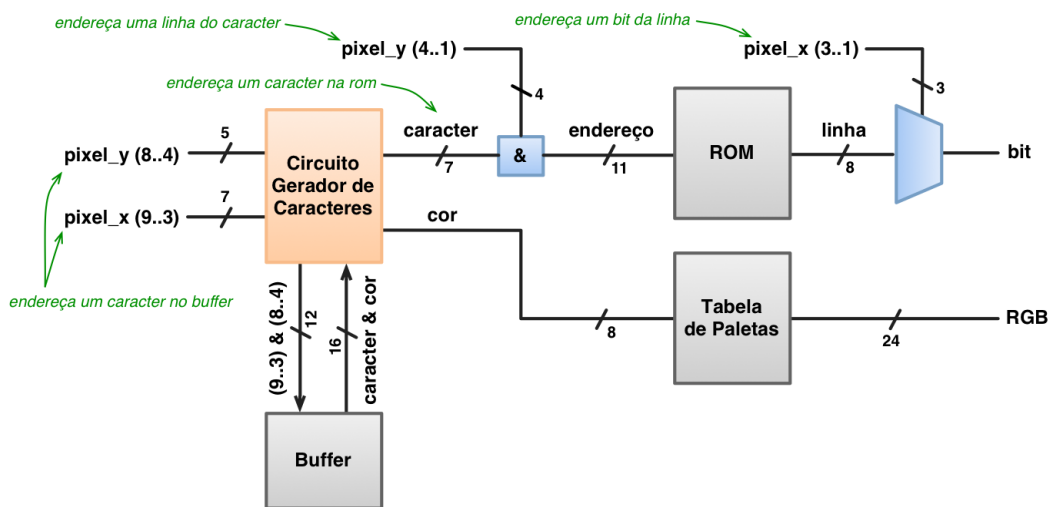 endereça uma linha do caracter
pixel_y (4..1)
4
endereça um bit da linha
pixel_x (3..1)
3
endereça um caracter na rom
pixel_y (8..4)
5
pixel_x (9..3)
7
endereça um caracter no buffer
Circuito
Gerador de
Caracteres
caracter
7
&
endereço
11
ROM
linha
8
bit
cor
8
Tabela
de Paletas
24
RGB
(9..3) & (8..4)
12
16
caracter & cor
Buffer